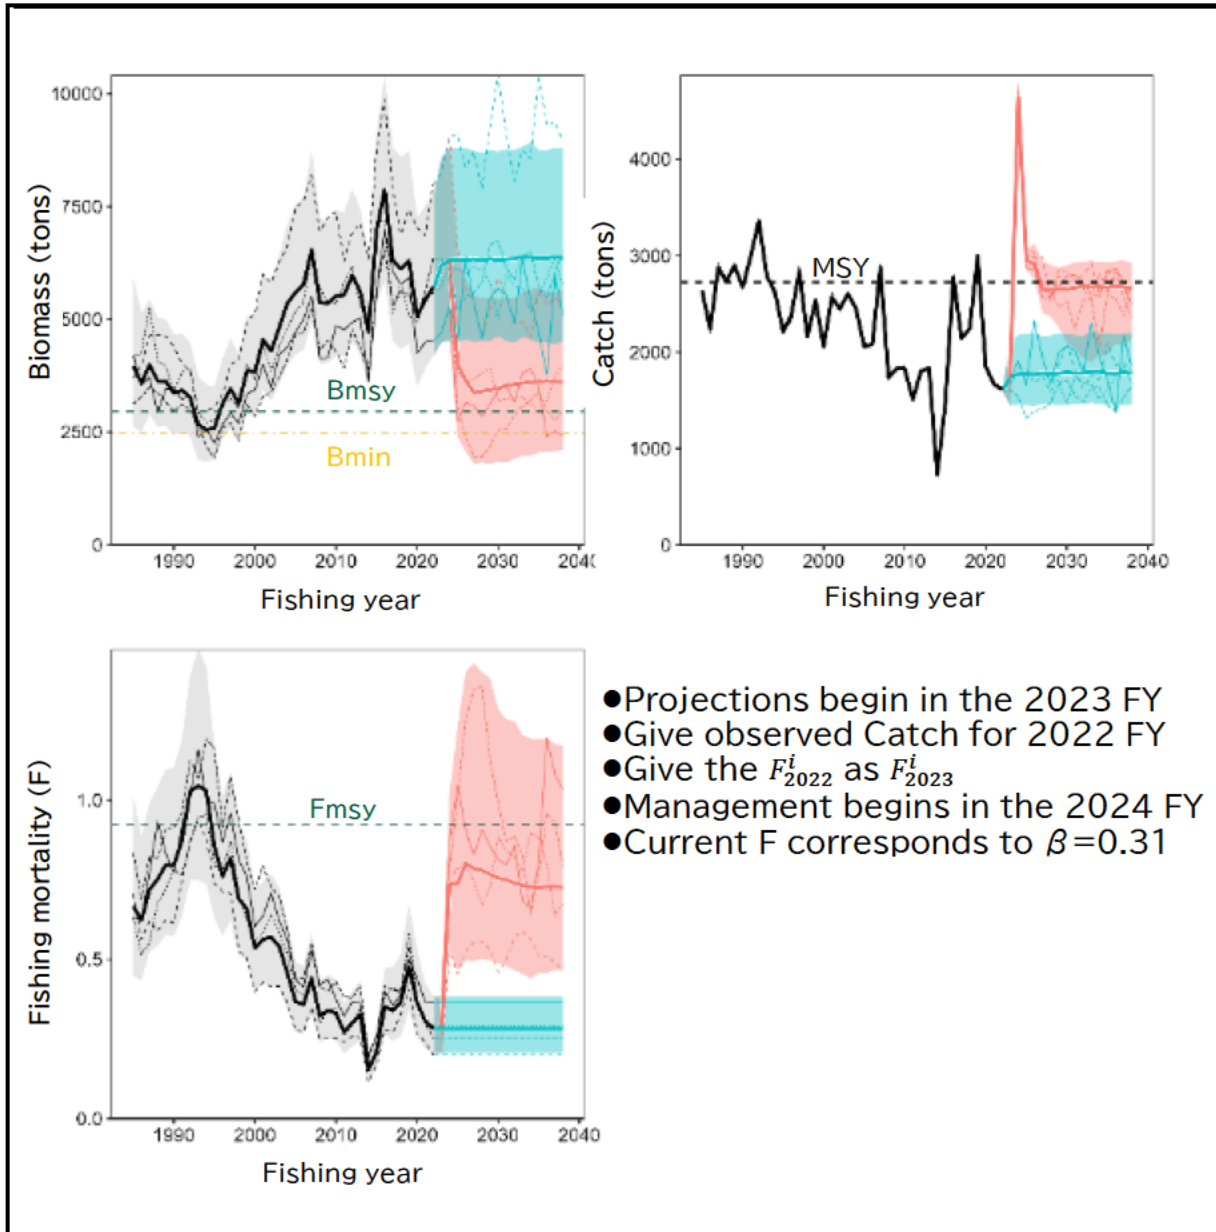 Biomass (tons)
10000
7500
5000
2500
0
Bmsy
Bmin
1990 2000 2010 2020 2030 2040
Fishing year
Catch (tons)
4000
3000
2000
1000
0
MSY
1990 2000 2010 2020 2030 2040
Fishing year
Fishing mortality (F)
1.0
0.5
0.0
Fmsy
1990 2000 2010 2020 2030 2040
Fishing year
●Projections begin in the 2023 FY
●Give observed Catch for 2022 FY
●Give the F^i_2022 as F^i_2023
●Management begins in the 2024 FY
●Current F corresponds to β=0.31